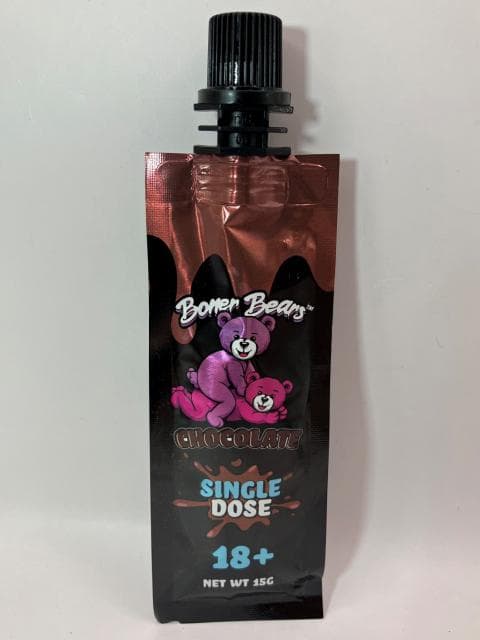 Boner Bears™
CHOCOLATE
SINGLE
DOSE
18+
NET WT 15G